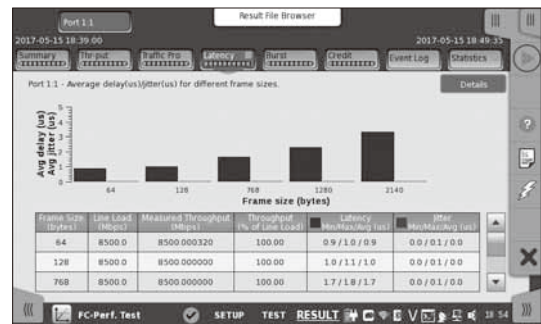 Port 1:1
Result File Browser
2017-05-15 18:39:00
2017-05-15 18:49:35
Summary
Thr-put
Traffic Pro
Latency
Burst
Credit
Event Log
Statistics
Port 1:1 - Average delay(us)/jitter(us) for different frame sizes.
Details
Avg delay (us)
Avg jitter (us)
5
4
3
2
1
64 128 768 1280 2140
Frame size (bytes)
Frame Size (bytes) Line Load (Mbps) Measured Throughput (Mbps) Throughput (% of Line Load) Latency Min/Max/Avg (us) Jitter Min/Max/Avg (us)
64 8500.0 8500.000320 100.00 0.9 / 1.0 / 0.9 0.0 / 0.1 / 0.0
128 8500.0 8500.000000 100.00 1.0 / 1.1 / 1.0 0.0 / 0.1 / 0.0
768 8500.0 8500.000000 100.00 1.7 / 1.8 / 1.7 0.0 / 0.1 / 0.0
FC-Perf. Test
SETUP TEST RESULT
18 54